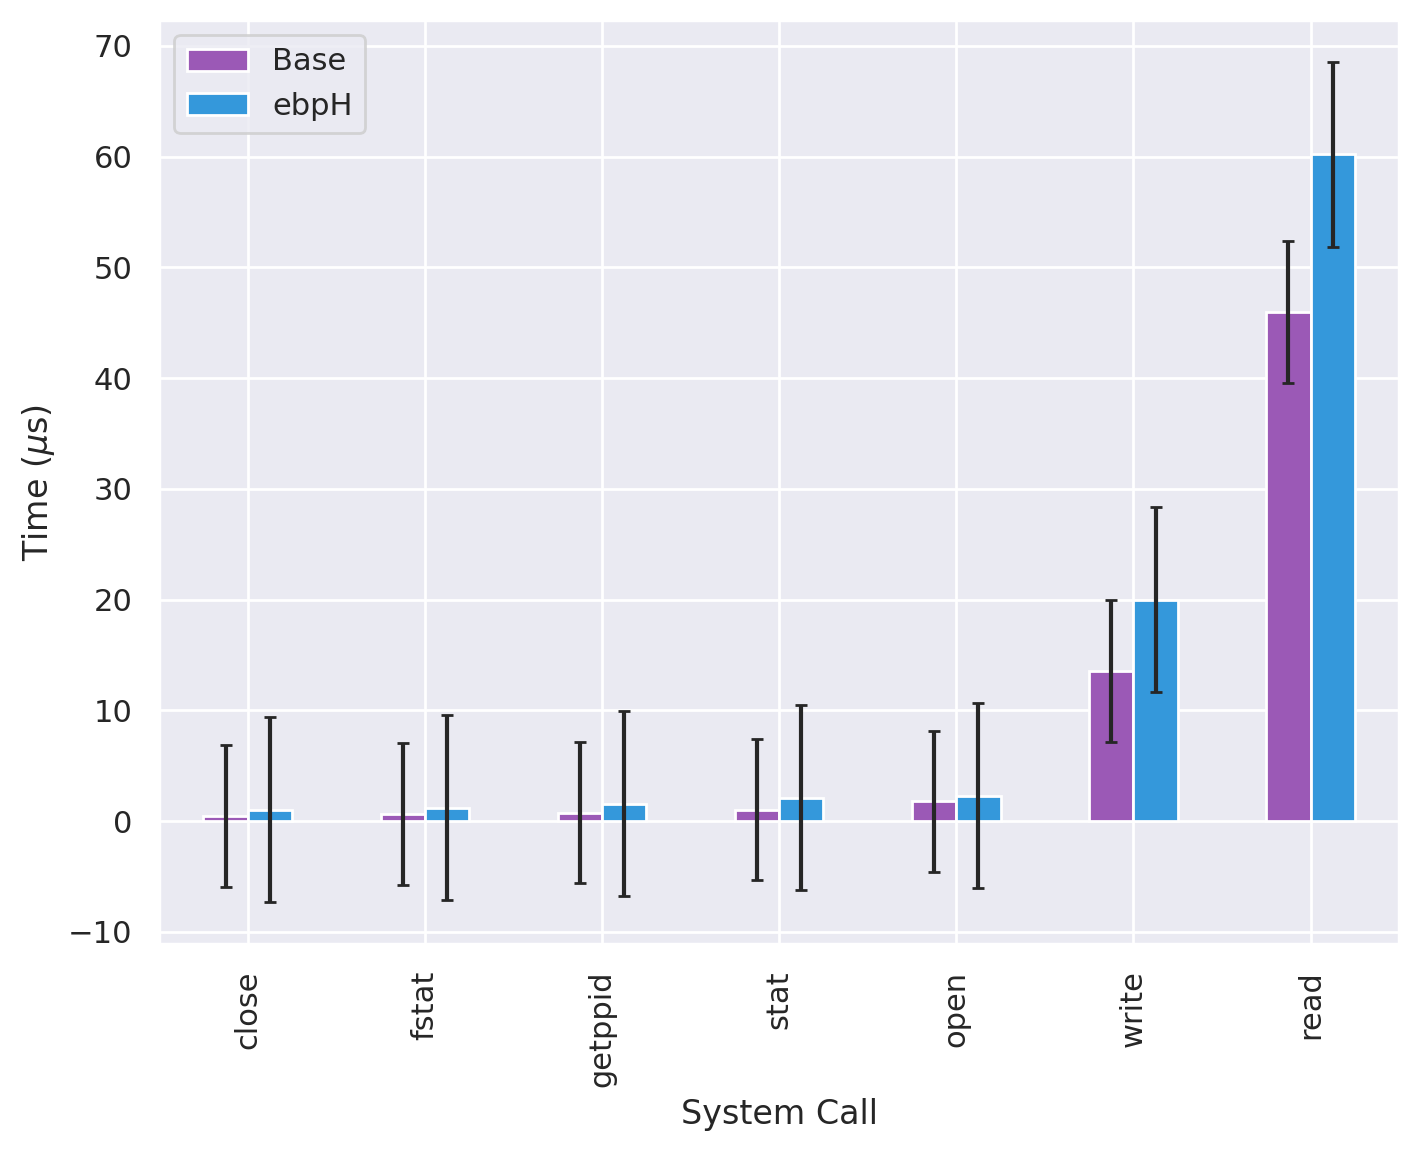 Base
ebpH
70
60
50
40
30
20
10
0
−10
Time (μs)
close
fstat
getppid
stat
open
write
read
System Call